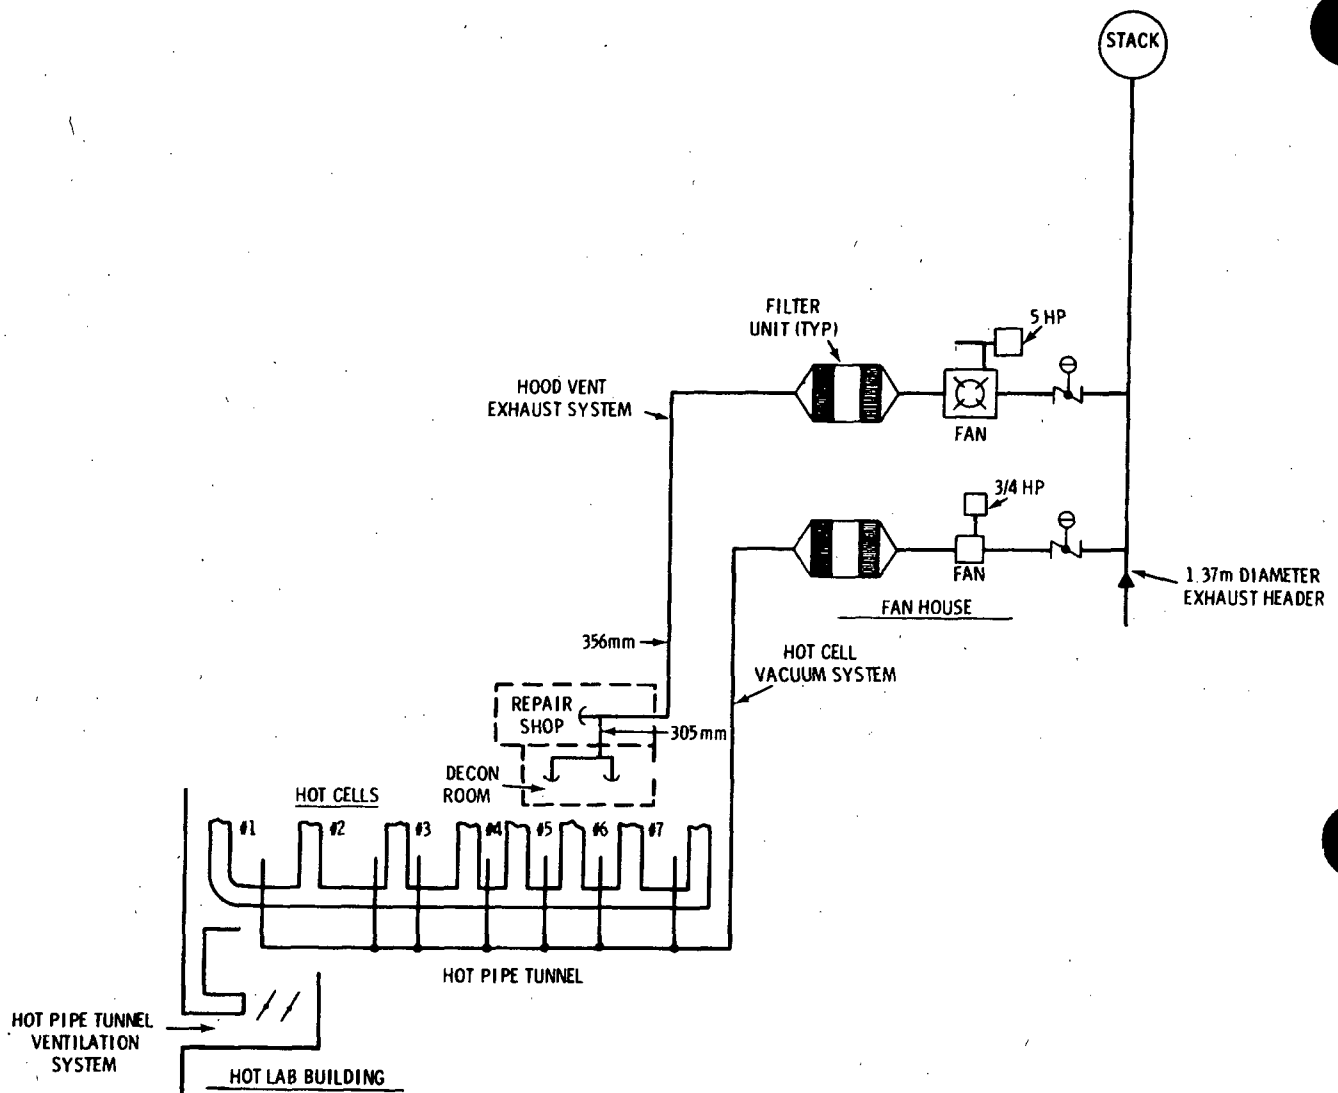 STACK
FILTER
UNIT (TYP)
5 HP
HOOD VENT
EXHAUST SYSTEM
FAN
3/4 HP
FAN
1.37m DIAMETER
EXHAUST HEADER
FAN HOUSE
356mm
HOT CELL
VACUUM SYSTEM
REPAIR
SHOP
305mm
DECON
ROOM
HOT CELLS
#1 #2 #3 #4 #5 #6 #7
HOT PIPE TUNNEL
HOT PIPE TUNNEL
VENTILATION
SYSTEM
HOT LAB BUILDING